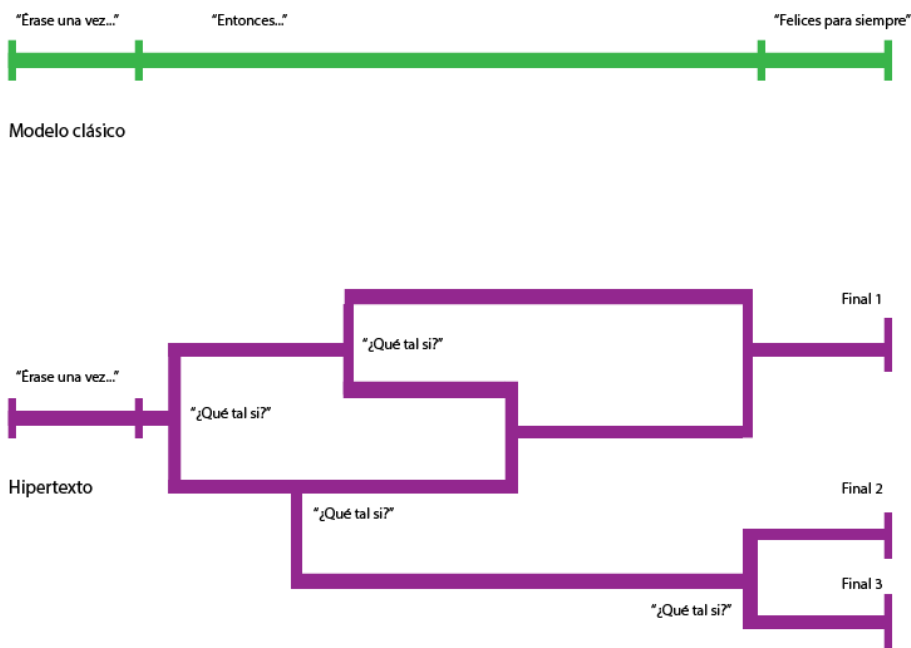 “Érase una vez...”
“Entonces...”
“Felices para siempre”
Modelo clásico
Final 1
“¿Qué tal si?”
“Érase una vez...”
“¿Qué tal si?”
Hipertexto
Final 2
“¿Qué tal si?”
Final 3
“¿Qué tal si?”